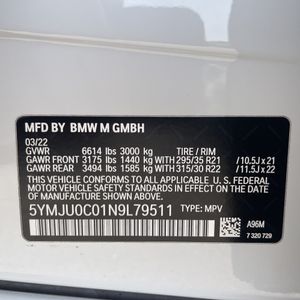 MFD BY BMW M GMBH
03/22
GVWR 6614 lbs 3000 kg TIRE / RIM
GAWR FRONT 3175 lbs 1440 kg WITH 295/35 R21 /10.5J x 21
GAWR REAR 3494 lbs 1585 kg WITH 315/30 R22 /11.5J x 22
THIS VEHICLE CONFORMS TO ALL APPLICABLE
U.S. FEDERAL MOTOR VEHICLE SAFETY STANDARDS
IN EFFECT ON THE DATE OF MANUFACTURE SHOWN ABOVE.
5YMJU0C01N9L79511 TYPE: MPV
A96M
7 320 729